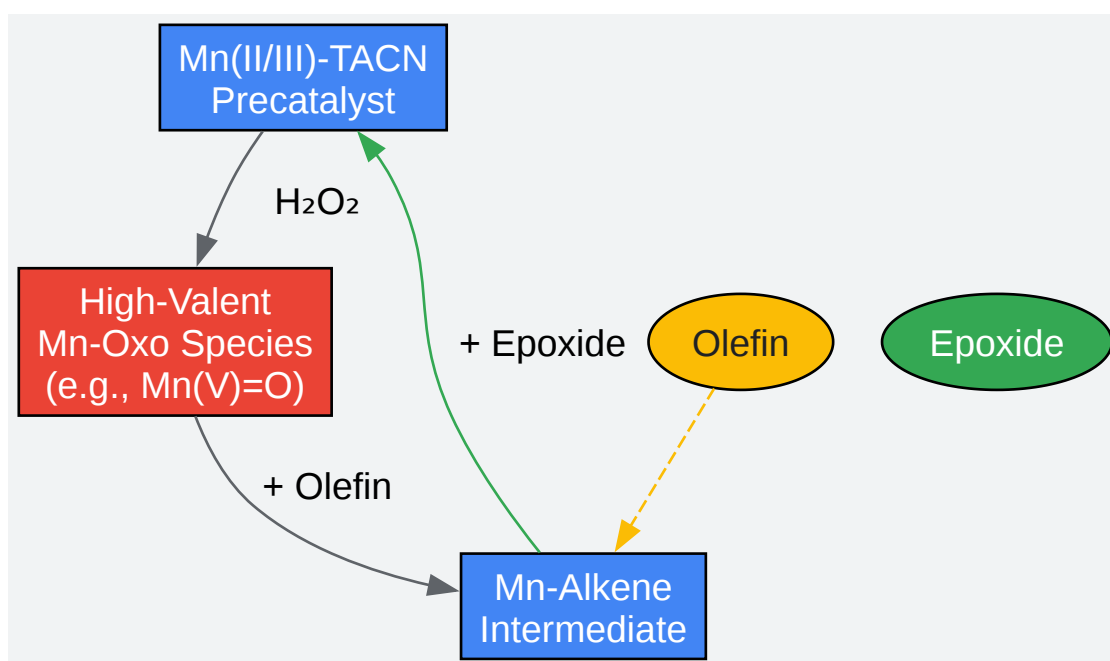 Mn(II/III)-TACN
Precatalyst
H₂O₂
High-Valent
Mn-Oxo Species
(e.g., Mn(V)=O)
+ Epoxide
Olefin
Epoxide
+ Olefin
Mn-Alkene
Intermediate